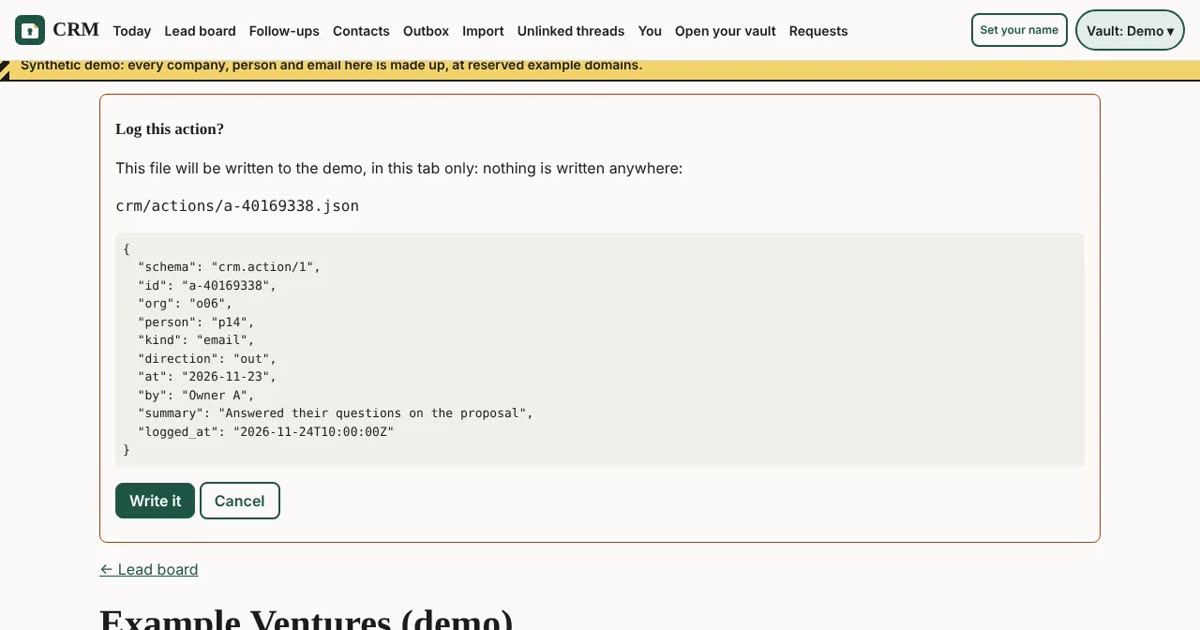 CRM Today Lead board Follow-ups Contacts Outbox Import Unlinked threads You Open your vault Requests Set your name Vault: Demo ▾
Synthetic demo: every company, person and email here is made up, at reserved example domains.
Log this action?
This file will be written to the demo, in this tab only: nothing is written anywhere:
crm/actions/a-40169338.json
{
  "schema": "crm.action/1",
  "id": "a-40169338",
  "org": "o06",
  "person": "p14",
  "kind": "email",
  "direction": "out",
  "at": "2026-11-23",
  "by": "Owner A",
  "summary": "Answered their questions on the proposal",
  "logged_at": "2026-11-24T10:00:00Z"
}
Write it Cancel
← Lead board
Example Ventures (demo)